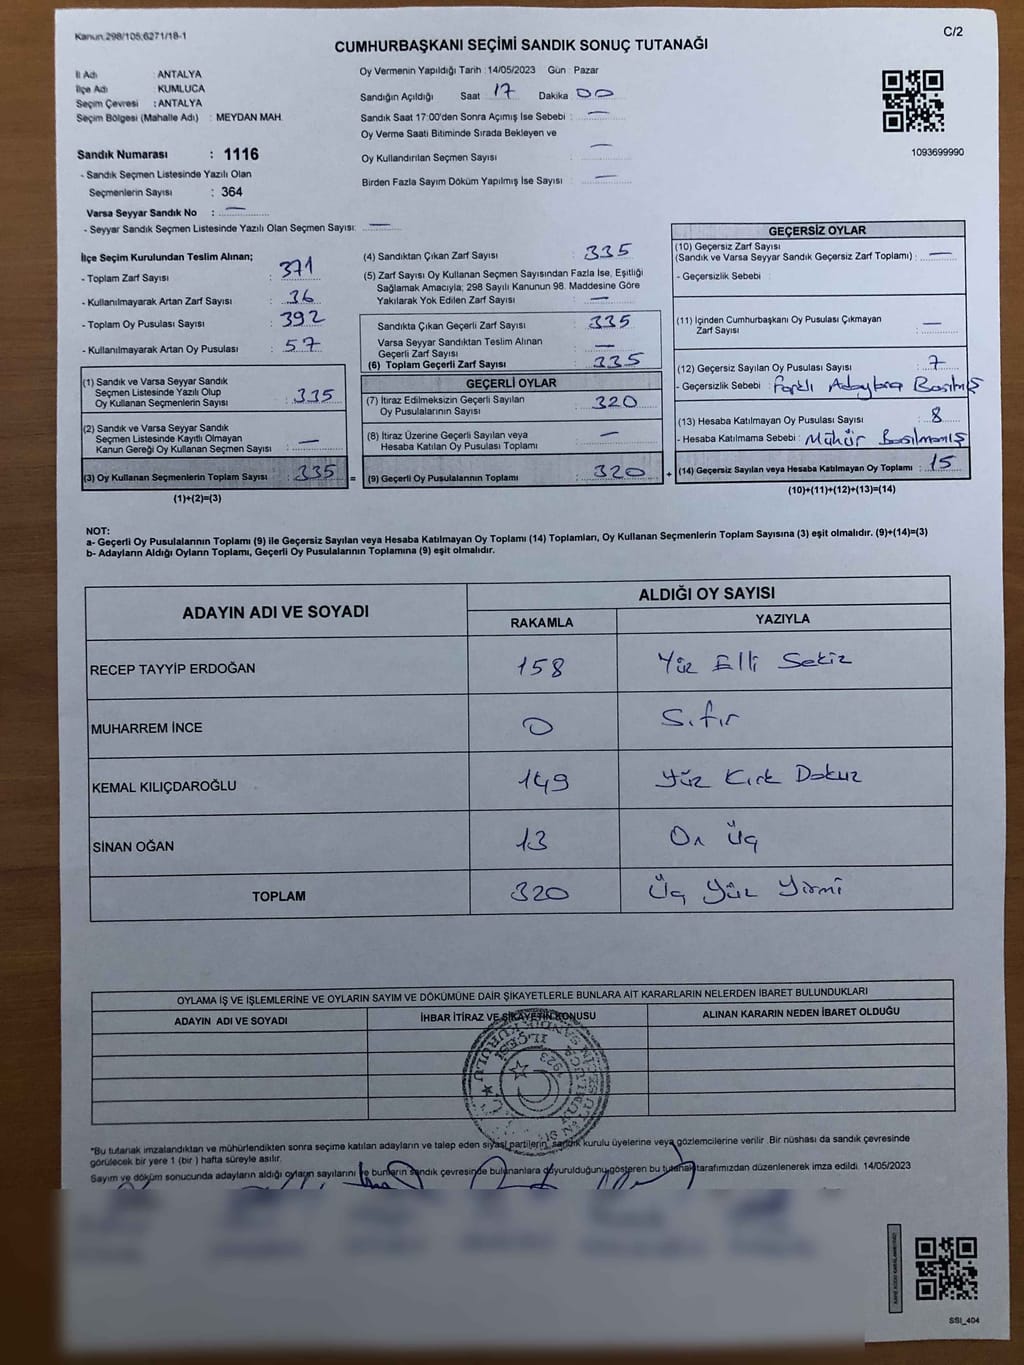 Kanun.298/105;6271/18-1
C/2
CUMHURBAŞKANI SEÇİMİ SANDIK SONUÇ TUTANAĞI
İl Adı : ANTALYA
İlçe Adı : KUMLUCA
Seçim Çevresi : ANTALYA
Seçim Bölgesi (Mahalle Adı) : MEYDAN MAH.
Sandık Numarası : 1116
- Sandık Seçmen Listesinde Yazılı Olan
Seçmenlerin Sayısı : 364
Varsa Seyyar Sandık No : —
- Seyyar Sandık Seçmen Listesinde Yazılı Olan Seçmen Sayısı: —
Oy Vermenin Yapıldığı Tarih : 14/05/2023 Gün : Pazar
Sandığın Açıldığı Saat 17 Dakika 00
Sandık Saat 17:00'den Sonra Açımış İse Sebebi : —
Oy Verme Saati Bitiminde Sırada Bekleyen ve
Oy Kullandırılan Seçmen Sayısı : —
Birden Fazla Sayım Döküm Yapılmış İse Sayısı : —
1093699990
İlçe Seçim Kurulundan Teslim Alınan;
- Toplam Zarf Sayısı : 371
- Kullanılmayarak Artan Zarf Sayısı : 36
- Toplam Oy Pusulası Sayısı : 392
- Kullanılmayarak Artan Oy Pusulası : 57
(1) Sandık ve Varsa Seyyar Sandık
Seçmen Listesinde Yazılı Olup
Oy Kullanan Seçmenlerin Sayısı : 335
(2) Sandık ve Varsa Seyyar Sandık
Seçmen Listesinde Kayıtlı Olmayan
Kanun Gereği Oy Kullanan Seçmen Sayısı : —
(3) Oy Kullanan Seçmenlerin Toplam Sayısı : 335
(1)+(2)=(3)
(4) Sandıktan Çıkan Zarf Sayısı : 335
(5) Zarf Sayısı Oy Kullanan Seçmen Sayısından Fazla İse, Eşitliği
Sağlamak Amacıyla; 298 Sayılı Kanunun 98. Maddesine Göre
Yakılarak Yok Edilen Zarf Sayısı : —
Sandıkta Çıkan Geçerli Zarf Sayısı : 335
Varsa Seyyar Sandıktan Teslim Alınan
Geçerli Zarf Sayısı : —
(6) Toplam Geçerli Zarf Sayısı : 335
=
GEÇERLİ OYLAR
(7) İtiraz Edilmeksizin Geçerli Sayılan
Oy Pusulalarının Sayısı : 320
(8) İtiraz Üzerine Geçerli Sayılan veya
Hesaba Katılan Oy Pusulası Toplamı : —
(9) Geçerli Oy Pusulalarının Toplamı : 320
+
GEÇERSİZ OYLAR
(10) Geçersiz Zarf Sayısı
(Sandık ve Varsa Seyyar Sandık Geçersiz Zarf Toplamı) : —
- Geçersizlik Sebebi :
(11) İçinden Cumhurbaşkanı Oy Pusulası Çıkmayan
Zarf Sayısı : —
(12) Geçersiz Sayılan Oy Pusulası Sayısı : 7
- Geçersizlik Sebebi : Farklı Adaylara Basılmış
(13) Hesaba Katılmayan Oy Pusulası Sayısı : 8
- Hesaba Katılmama Sebebi : Mühür Basılmamış
(14) Geçersiz Sayılan veya Hesaba Katılmayan Oy Toplamı : 15
(10)+(11)+(12)+(13)=(14)
NOT:
a- Geçerli Oy Pusulalarının Toplamı (9) ile Geçersiz Sayılan veya Hesaba Katılmayan Oy Toplamı (14) Toplamları, Oy Kullanan Seçmenlerin Toplam Sayısına (3) eşit olmalıdır. (9)+(14)=(3)
b- Adayların Aldığı Oyların Toplamı, Geçerli Oy Pusulalarının Toplamına (9) eşit olmalıdır.
ADAYIN ADI VE SOYADI
ALDIĞI OY SAYISI
RAKAMLA YAZIYLA
RECEP TAYYİP ERDOĞAN 158 Yüz Elli Sekiz
MUHARREM İNCE 0 Sıfır
KEMAL KILIÇDAROĞLU 149 Yüz Kırk Dokuz
SİNAN OĞAN 13 On Üç
TOPLAM 320 Üç Yüz Yirmi
OYLAMA İŞ VE İŞLEMLERİNE VE OYLARIN SAYIM VE DÖKÜMÜNE DAİR ŞİKAYETLERLE BUNLARA AİT KARARLARIN NELERDEN İBARET BULUNDUKLARI
ADAYIN ADI VE SOYADI İHBAR İTİRAZ VE ŞİKAYETİN KONUSU ALINAN KARARIN NEDEN İBARET OLDUĞU
1923
*Bu tutanak imzalandıktan ve mühürlendikten sonra seçime katılan adayların ve talep eden siyasi partilerin, sandık kurulu üyelerine veya gözlemcilerine verilir. Bir nüshası da sandık çevresinde
görülecek bir yere 1 (bir ) hafta süreyle asılır.
Sayım ve döküm sonucunda adayların aldığı oyların sayılarını ve bunların sandık çevresinde bulunanlara duyurulduğunu gösteren bu tutanak tarafımızdan düzenlenerek imza edildi. 14/05/2023
SSI_404